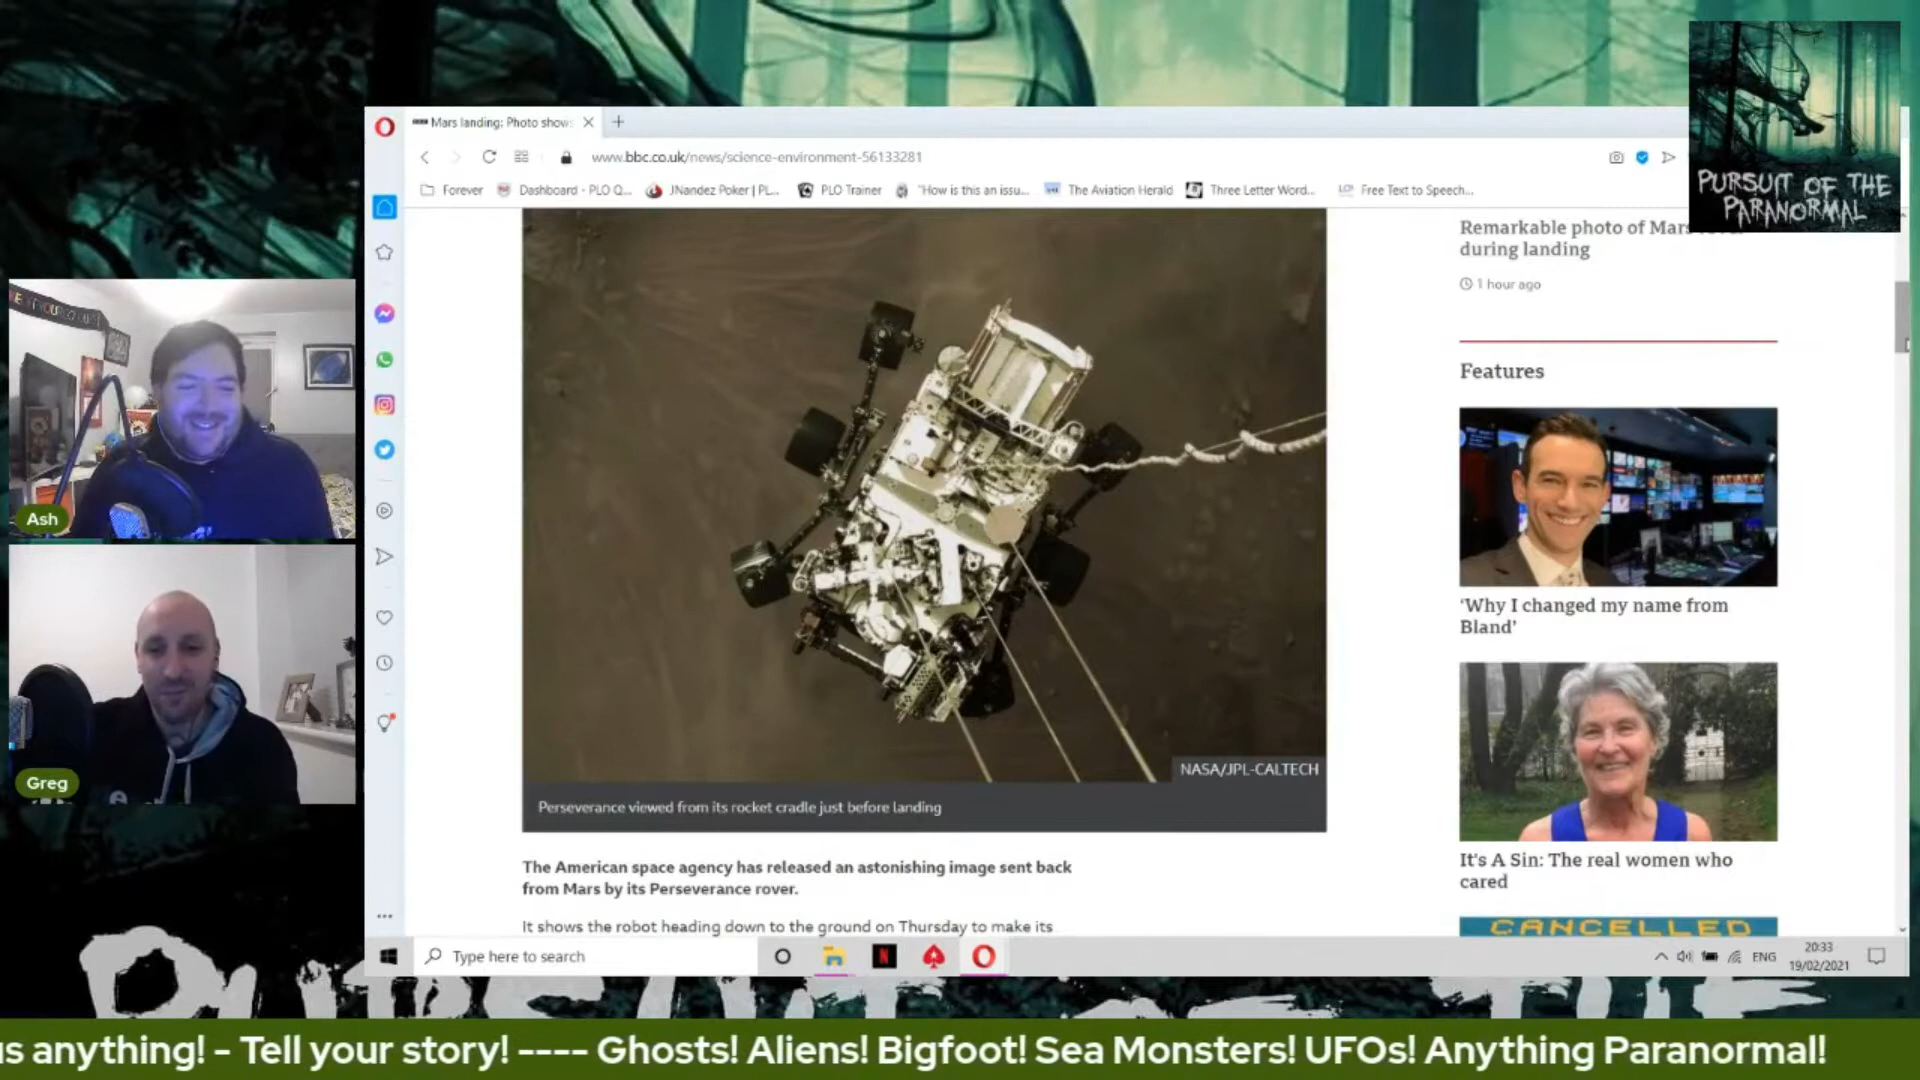 Mars landing: Photo shows
www.bbc.co.uk/news/science-environment-56133281
Forever
Dashboard - PLO Q...
JNandez Poker | PL...
PLO Trainer
"How is this an issu...
The Aviation Herald
Three Letter Word...
Free Text to Speech...
PURSUIT OF THE
PARANORMAL
Remarkable photo of Mars
during landing
1 hour ago
Features
Ash
Greg
NASA/JPL-CALTECH
Perseverance viewed from its rocket cradle just before landing
'Why I changed my name from
Bland'
It's A Sin: The real women who
cared
CANCELLED
The American space agency has released an astonishing image sent back
from Mars by its Perseverance rover.
It shows the robot heading down to the ground on Thursday to make its
Type here to search
ENG
20:33
19/02/2021
us anything! - Tell your story! ---- Ghosts! Aliens! Bigfoot! Sea Monsters! UFOs! Anything Paranormal!